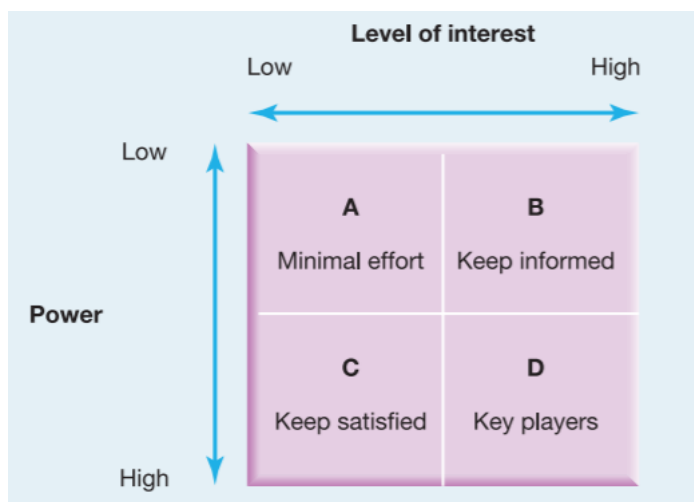 Level of interest
Low High
Low
A B
Minimal effort Keep informed
Power
C D
Keep satisfied Key players
High